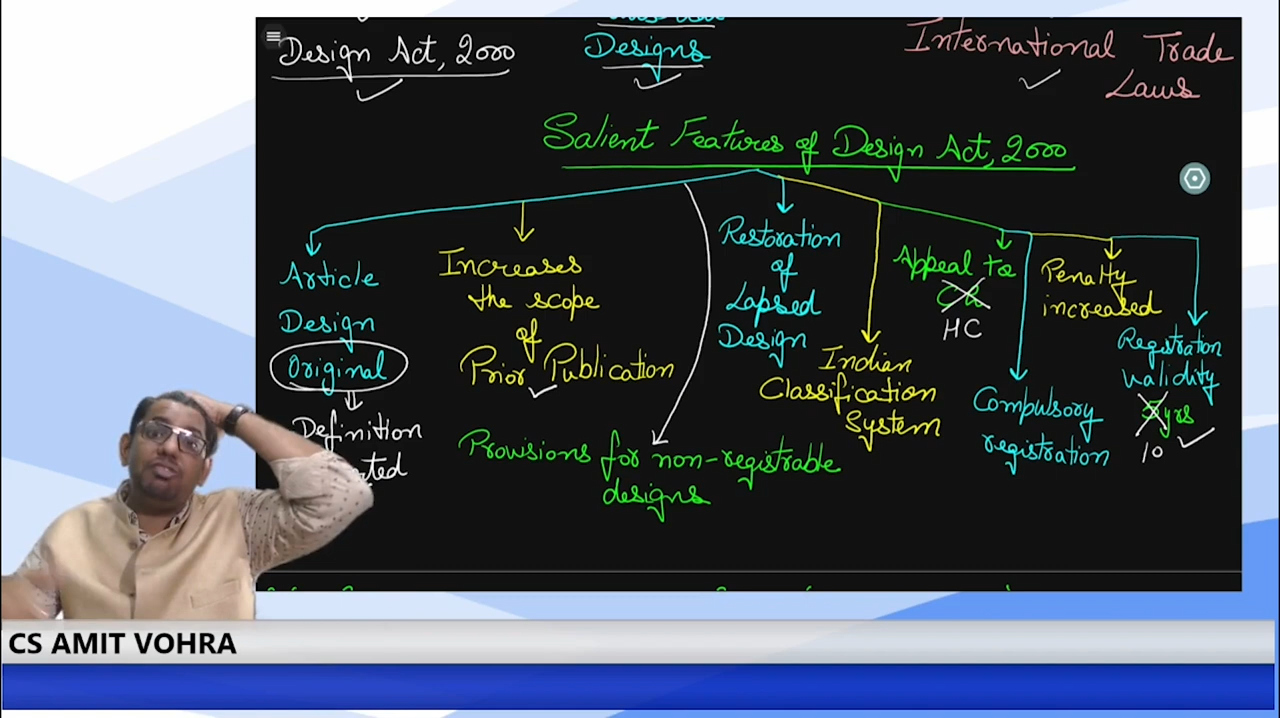 Design Act, 2000
Designs
International Trade
Laws
Salient Features of Design Act, 2000
Article
Design
Original
Definition
Increases
the scope
of
Prior Publication
Provisions for non-registrable
designs
Restoration
of
Lapsed
Design
Indian
Classification
System
Appeal to
HC
Compulsory
registration
Penalty
increased
Registration
validity
5yrs
10
CS AMIT VOHRA